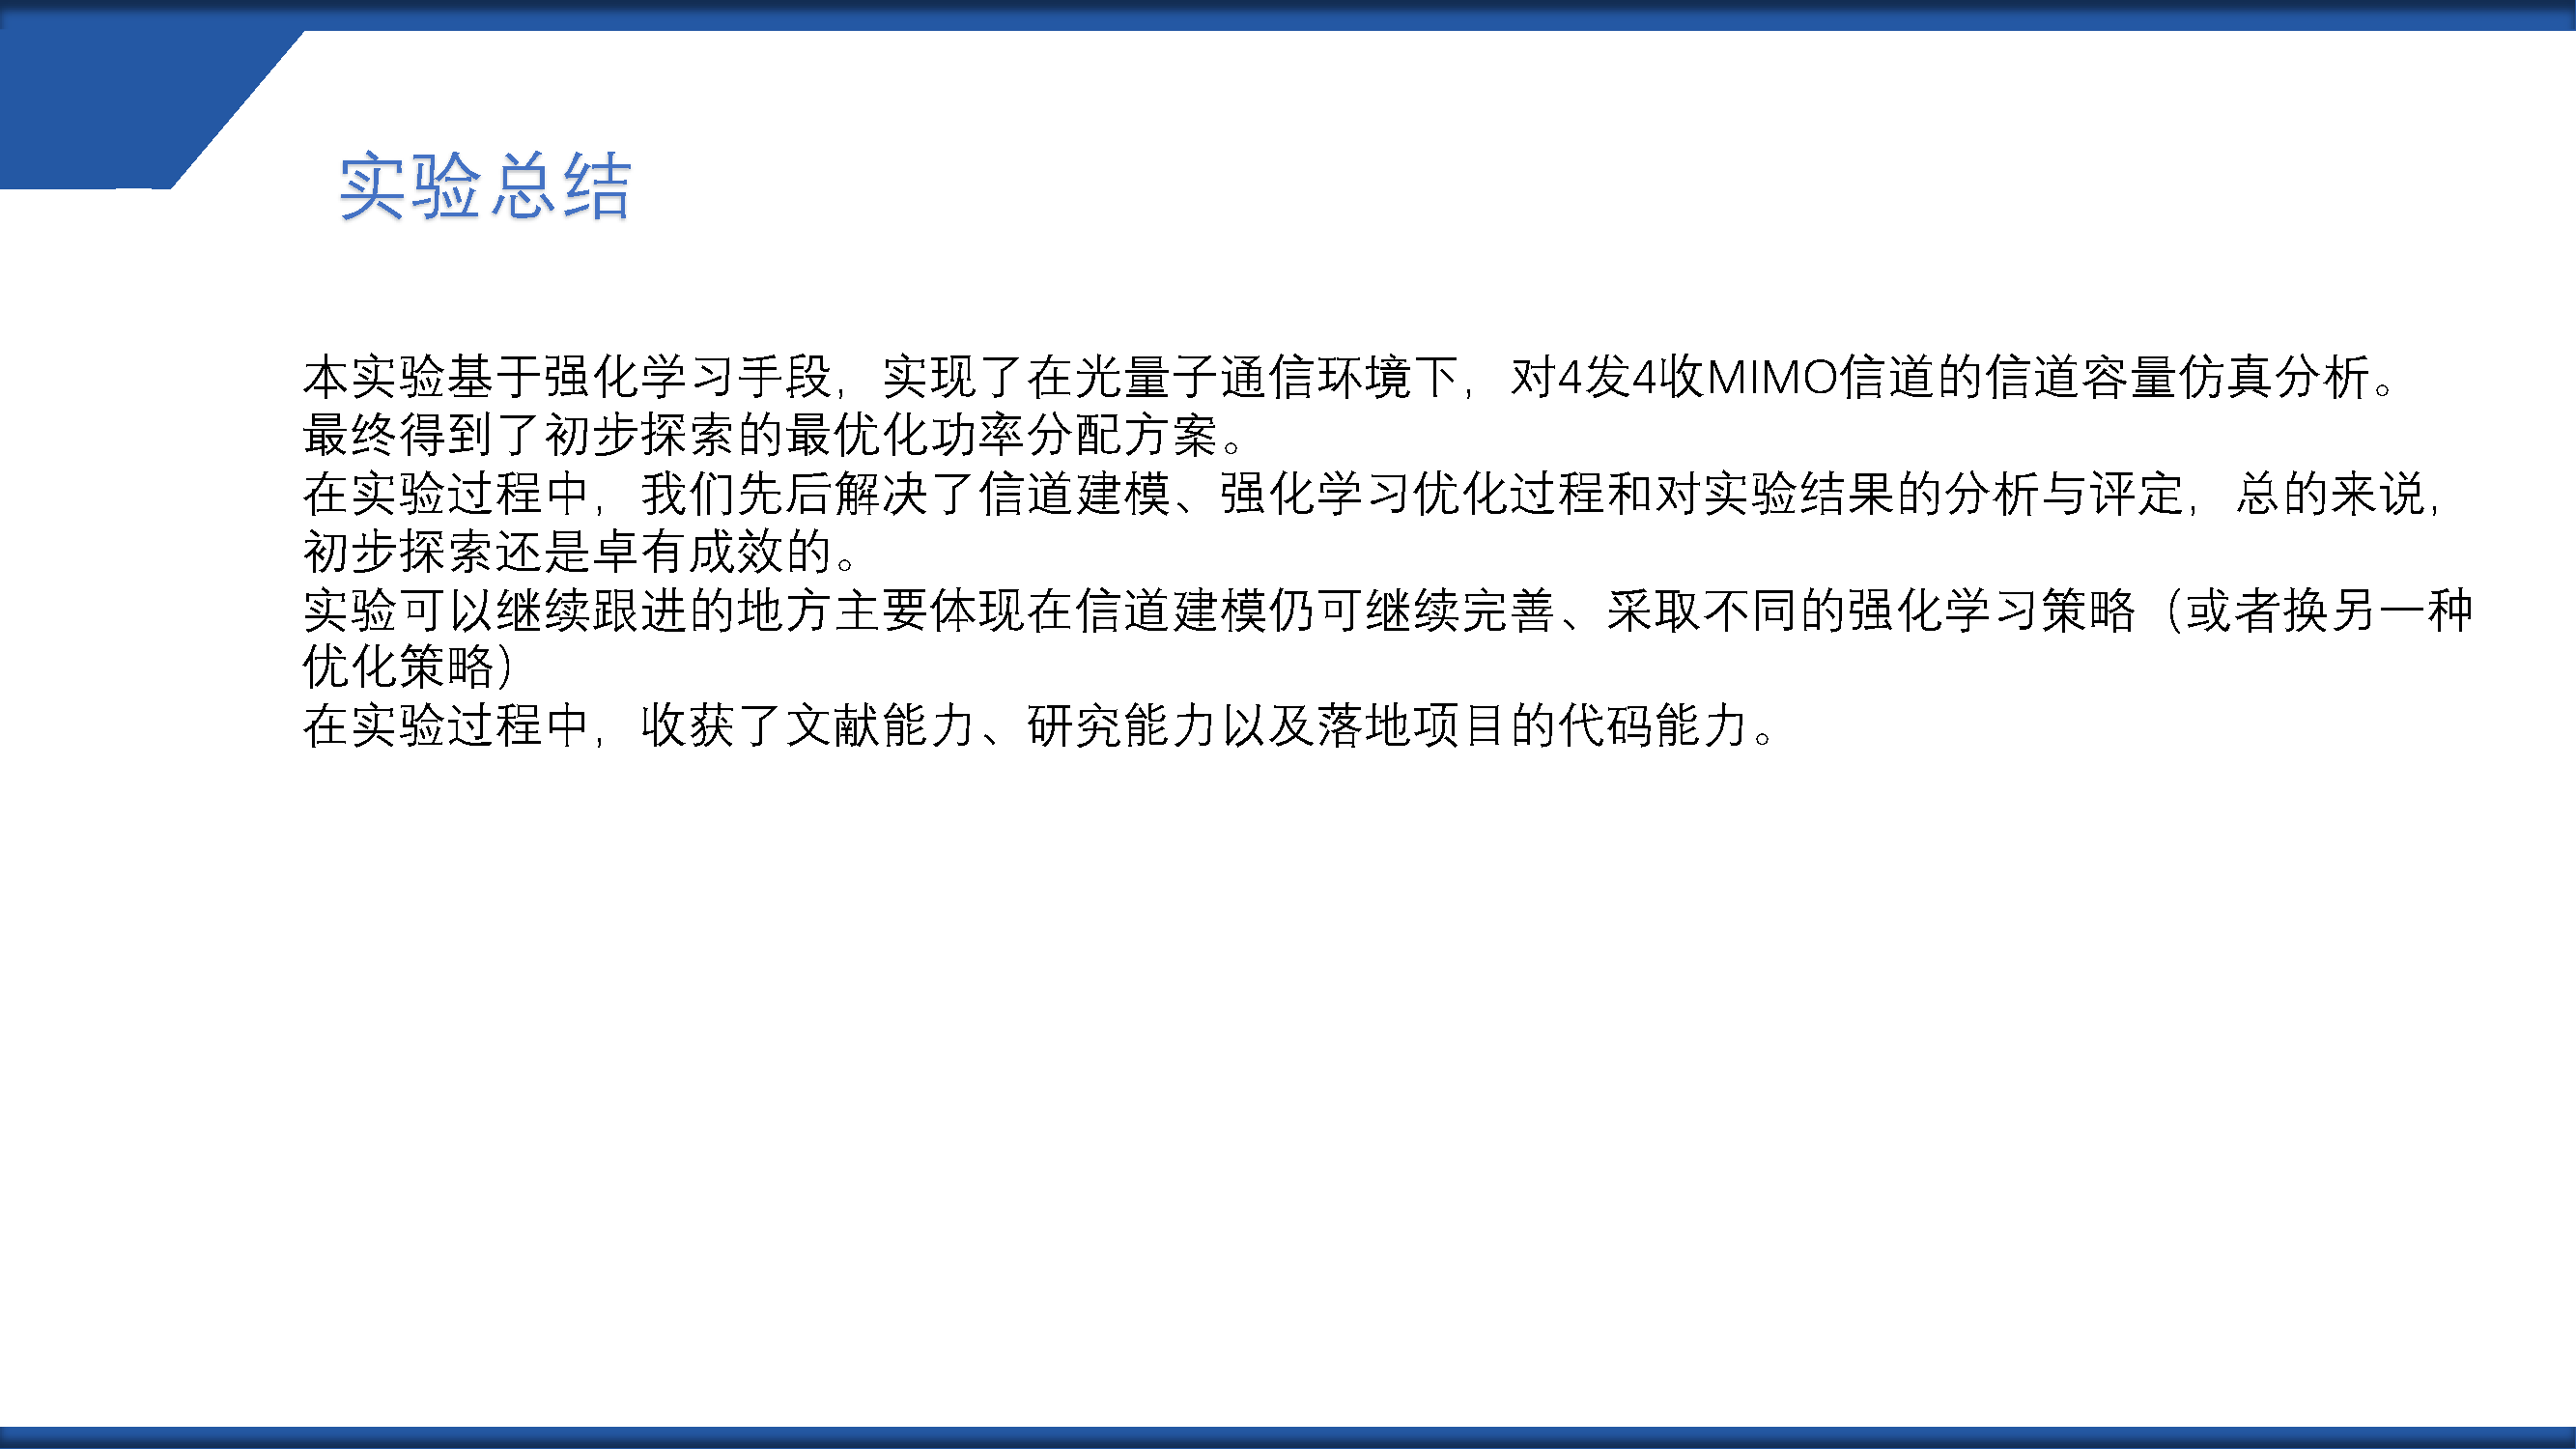 实验总结
本实验基于强化学习手段，实现了在光量子通信环境下，对4发4收MIMO信道的信道容量仿真分析。
最终得到了初步探索的最优化功率分配方案。
在实验过程中，我们先后解决了信道建模、强化学习优化过程和对实验结果的分析与评定，总的来说，
初步探索还是卓有成效的。
实验可以继续跟进的地方主要体现在信道建模仍可继续完善、采取不同的强化学习策略（或者换另一种
优化策略）
在实验过程中，收获了文献能力、研究能力以及落地项目的代码能力。